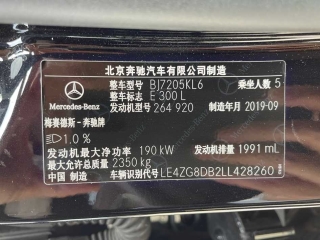 北京奔驰汽车有限公司制造
Mercedes-Benz
整车型号 BJ7205KL6 乘坐人数 5
整车标志 E 300 L
发动机型号 264 920 制造年月 2019-09
梅赛德斯-奔驰牌
1.0 %
发动机最大净功率 190 kW 发动机排量 1991 mL
最大允许总质量 2350 kg
中国 制造 车辆识别代号 LE4ZG8DB2LL428260